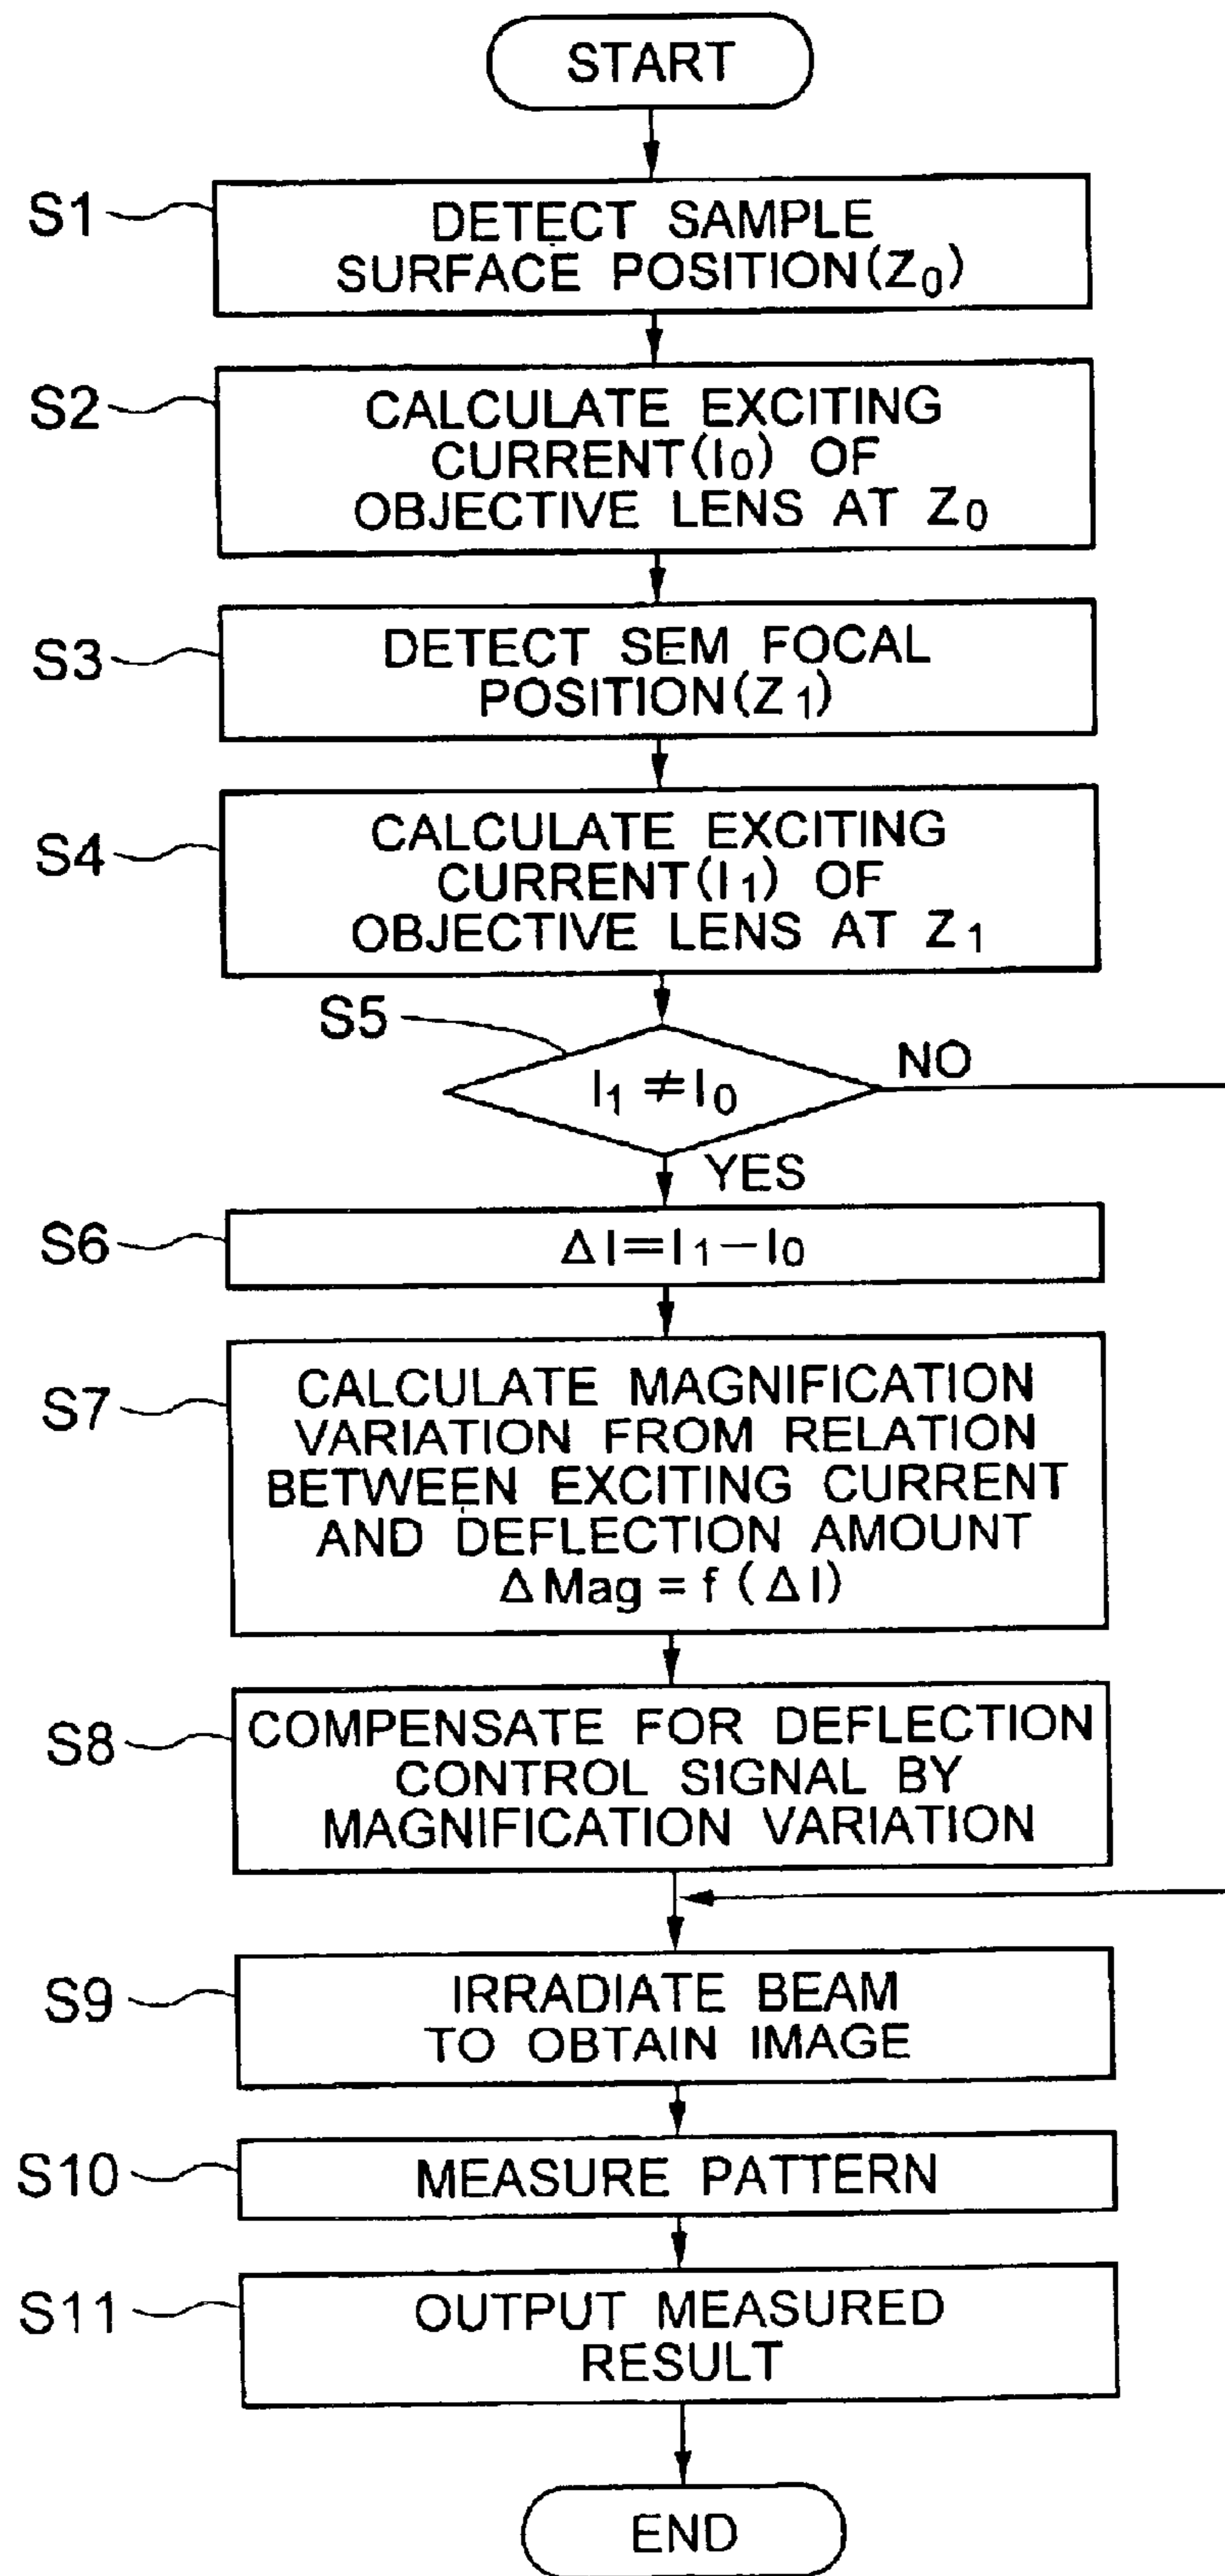 START
S1
DETECT SAMPLE
SURFACE POSITION(Z0)
S2
CALCULATE EXCITING
CURRENT(I0) OF
OBJECTIVE LENS AT Z0
S3
DETECT SEM FOCAL
POSITION(Z1)
S4
CALCULATE EXCITING
CURRENT(I1) OF
OBJECTIVE LENS AT Z1
S5
I1 ≠ I0
NO
YES
S6
ΔI=I1−I0
S7
CALCULATE MAGNIFICATION
VARIATION FROM RELATION
BETWEEN EXCITING CURRENT
AND DEFLECTION AMOUNT
ΔMag = f (ΔI)
S8
COMPENSATE FOR DEFLECTION
CONTROL SIGNAL BY
MAGNIFICATION VARIATION
S9
IRRADIATE BEAM
TO OBTAIN IMAGE
S10
MEASURE PATTERN
S11
OUTPUT MEASURED
RESULT
END